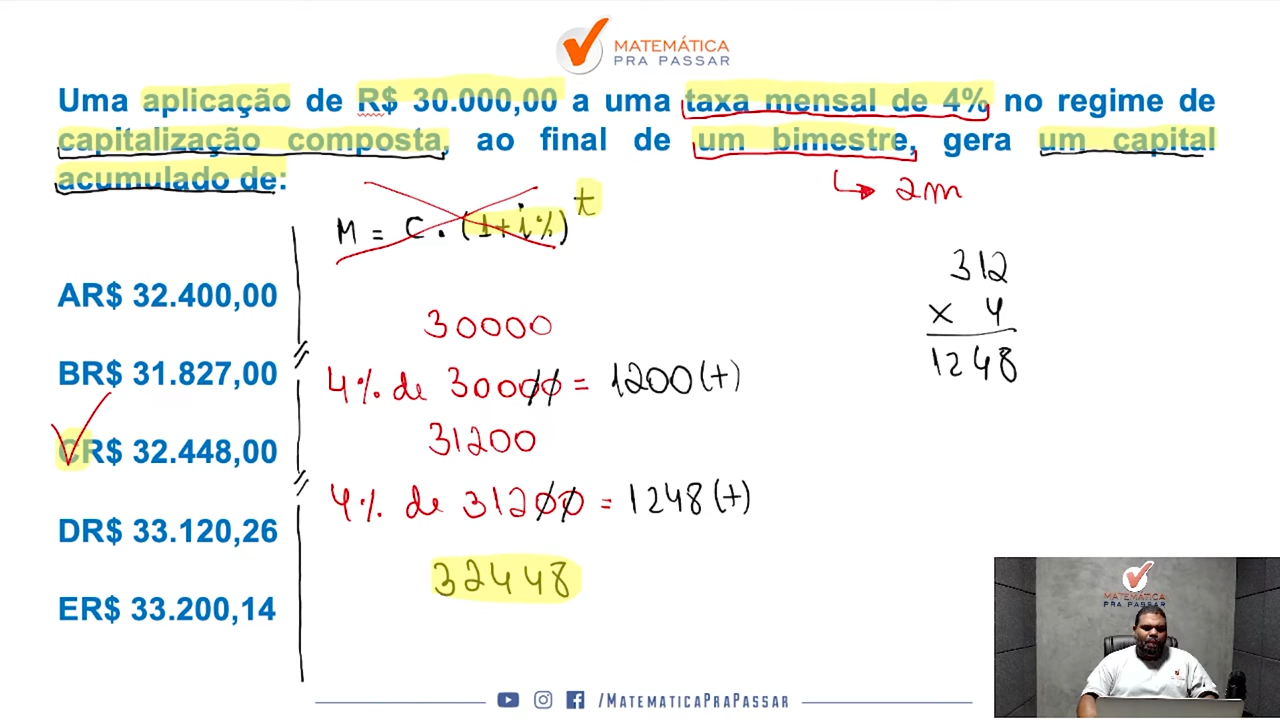 MATEMÁTICA
PRA PASSAR
Uma aplicação de R$ 30.000,00 a uma taxa mensal de 4% no regime de
capitalização composta, ao final de um bimestre, gera um capital
acumulado de:
2m
M = C . (1+i%)^t
AR$ 32.400,00
BR$ 31.827,00
CR$ 32.448,00
DR$ 33.120,26
ER$ 33.200,14
30000
4% de 30000 = 1200(+)
31200
4% de 31200 = 1248(+)
32448
312
x 4
1248
MATEMÁTICA
PRA PASSAR
/MATEMATICAPRAPASSAR